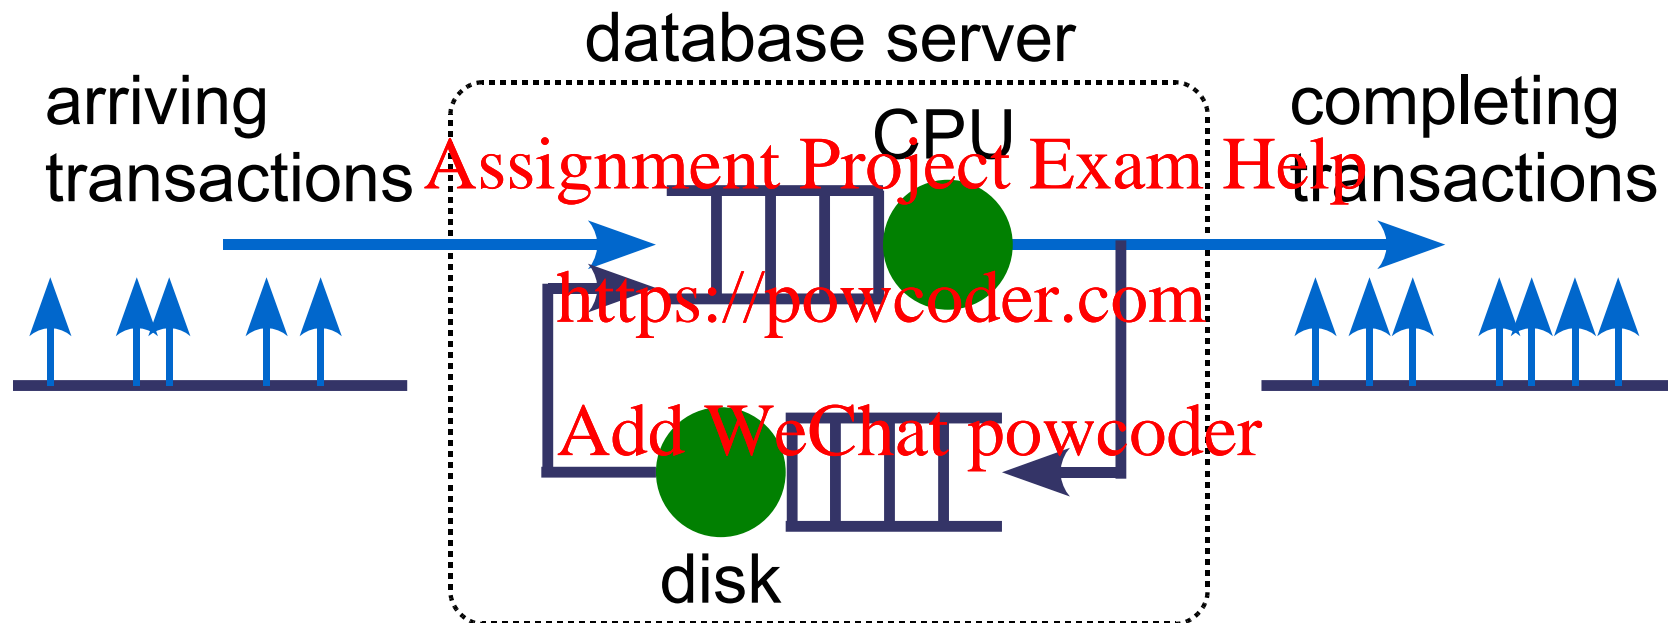 database server
arriving
transactions
CPU
completing
transactions
Assignment Project Exam Help
https://powcoder.com
Add WeChat powcoder
disk